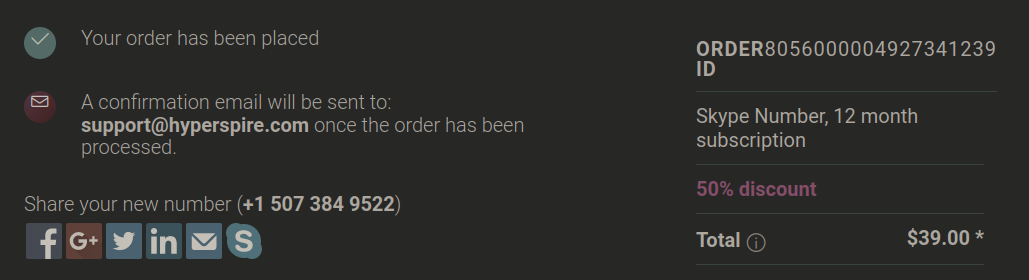 Your order has been placed
A confirmation email will be sent to:
support@hyperspire.com once the order has been
processed.
Share your new number (+1 507 384 9522)
f G+ in S
ORDER8056000004927341239
ID
Skype Number, 12 month
subscription
50% discount
Total i
$39.00 *